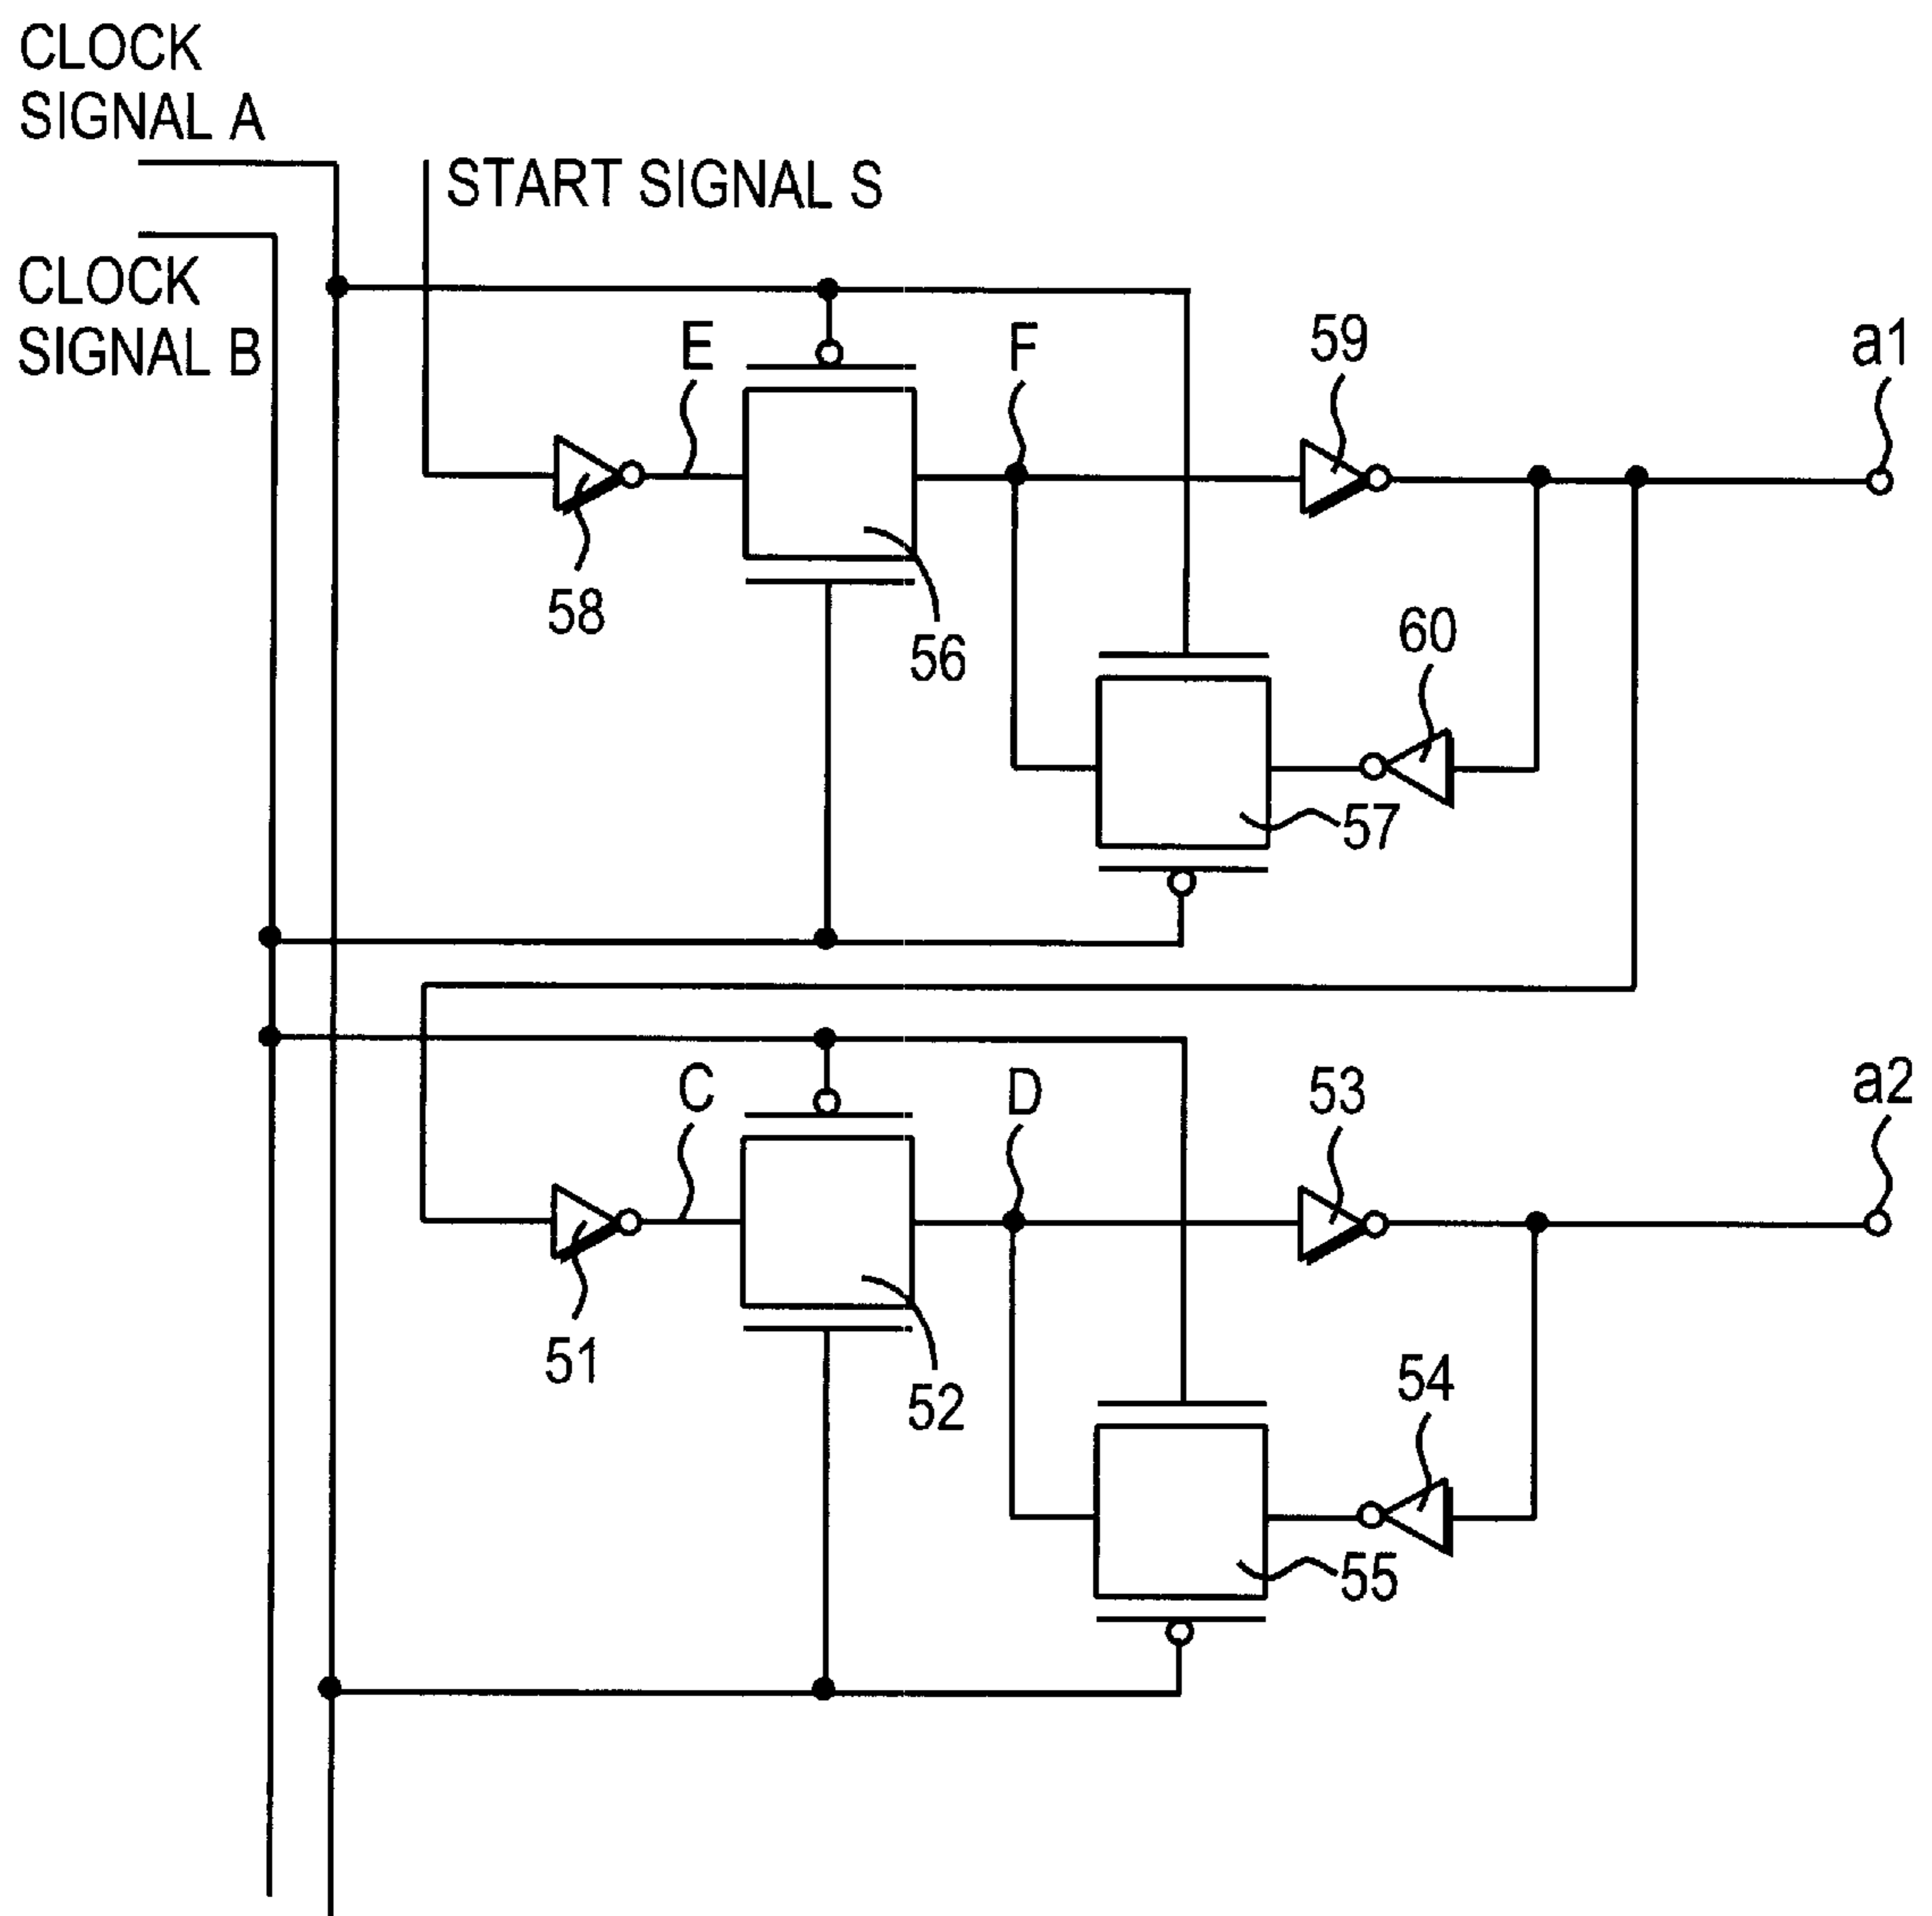 CLOCK
SIGNAL A
START SIGNAL S
CLOCK
SIGNAL B
E
F
59
a1
58
56
60
57
C
D
53
a2
51
52
54
55